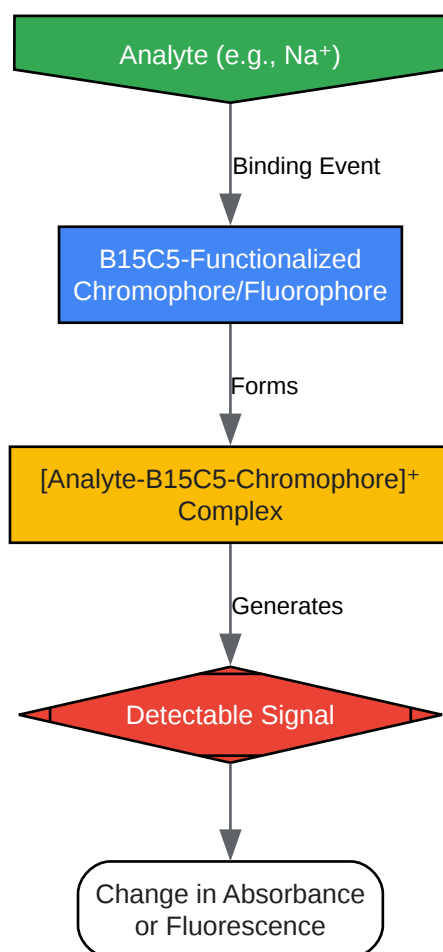 Analyte (e.g., Na⁺)
Binding Event
B15C5-Functionalized
Chromophore/Fluorophore
Forms
[Analyte-B15C5-Chromophore]⁺
Complex
Generates
Detectable Signal
Change in Absorbance
or Fluorescence